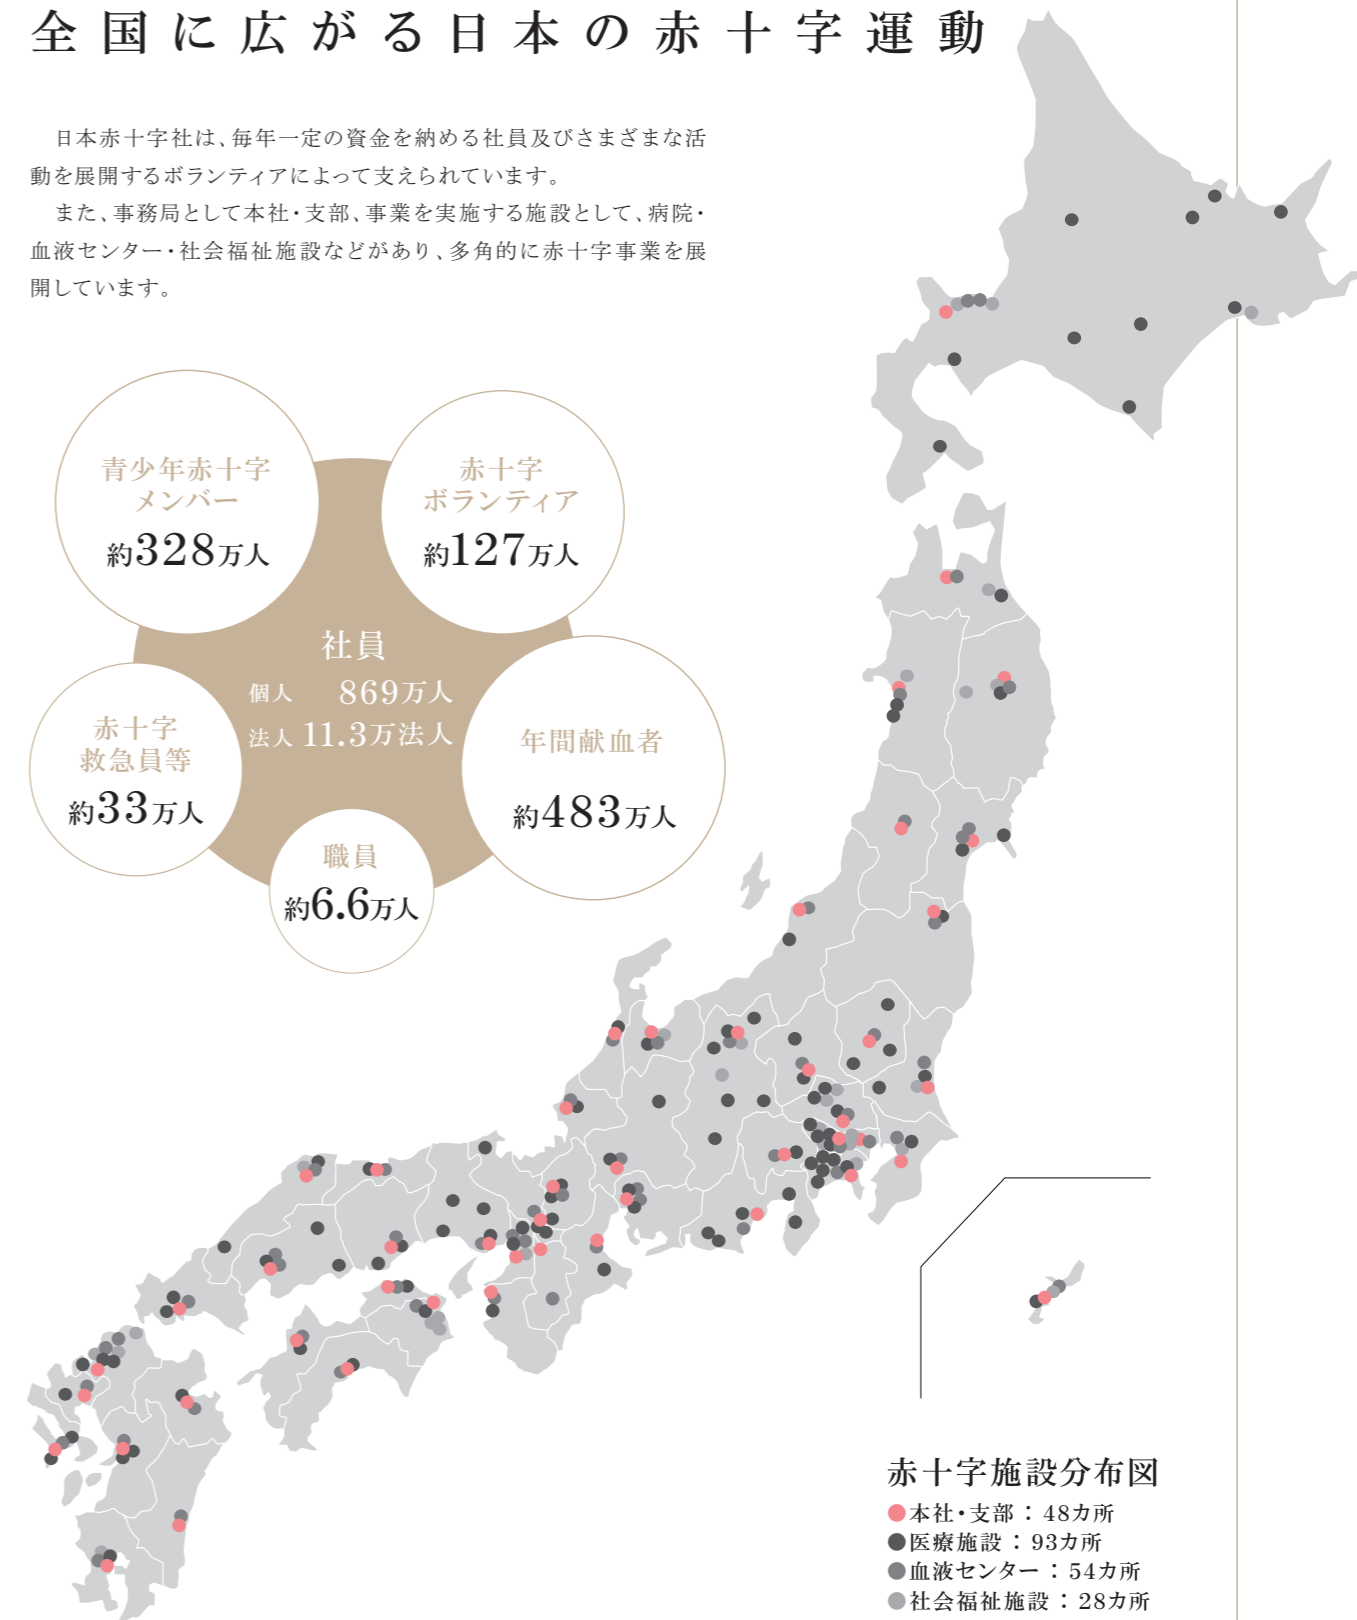 全国に広がる日本の赤十字運動
日本赤十字社は、毎年一定の資金を納める社員及びさまざまな活
動を展開するボランティアによって支えられています。
また、事務局として本社・支部、事業を実施する施設として、病院・
血液センター・社会福祉施設などがあり、多角的に赤十字事業を展
開しています。
青少年赤十字
メンバー
約328万人
赤十字
ボランティア
約127万人
社員
個人 869万人
法人 11.3万法人
赤十字
救急員等
約33万人
年間献血者
約483万人
職員
約6.6万人
赤十字施設分布図
●本社・支部：48カ所
●医療施設：93カ所
●血液センター：54カ所
●社会福祉施設：28カ所